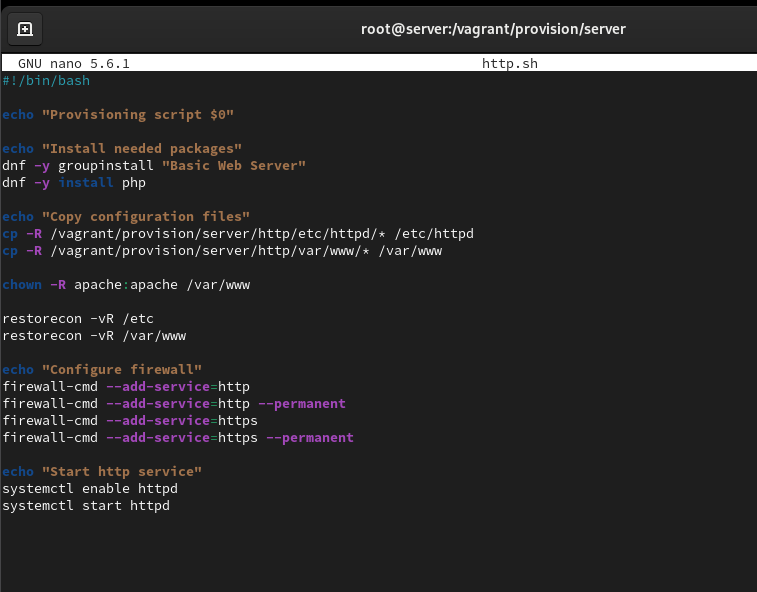 root@server:/vagrant/provision/server
GNU nano 5.6.1 http.sh
#!/bin/bash
echo "Provisioning script $0"
echo "Install needed packages"
dnf -y groupinstall "Basic Web Server"
dnf -y install php
echo "Copy configuration files"
cp -R /vagrant/provision/server/http/etc/httpd/* /etc/httpd
cp -R /vagrant/provision/server/http/var/www/* /var/www
chown -R apache:apache /var/www
restorecon -vR /etc
restorecon -vR /var/www
echo "Configure firewall"
firewall-cmd --add-service=http
firewall-cmd --add-service=http --permanent
firewall-cmd --add-service=https
firewall-cmd --add-service=https --permanent
echo "Start http service"
systemctl enable httpd
systemctl start httpd